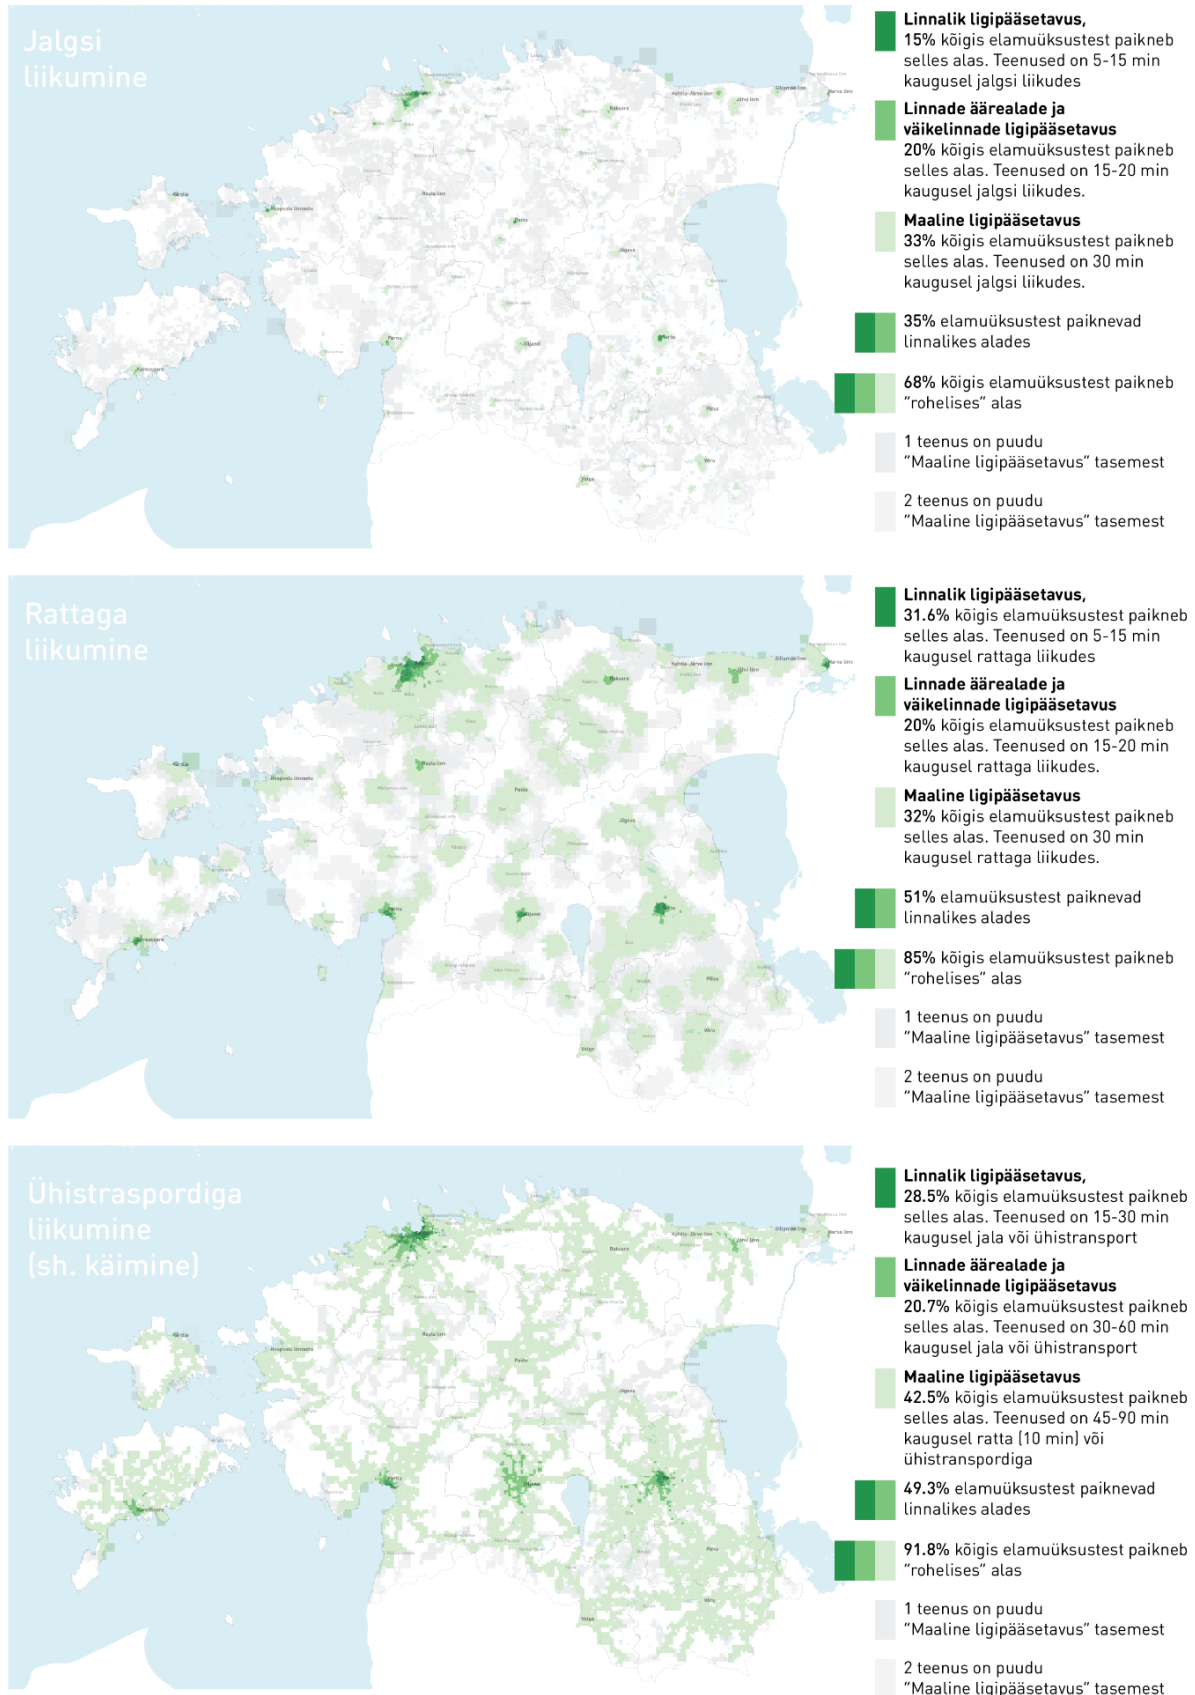 Jalgsi
liikumine
Linnalik ligipääsetavus,
15% kõigis elamuüksustest paikneb
selles alas. Teenused on 5-15 min
kaugusel jalgsi liikudes
Linnade äärealade ja
väikelinnade ligipääsetavus
20% kõigis elamuüksustest paikneb
selles alas. Teenused on 15-20 min
kaugusel jalgsi liikudes.
Maaline ligipääsetavus
33% kõigis elamuüksustest paikneb
selles alas. Teenused on 30 min
kaugusel jalgsi liikudes.
35% elamuüksustest paiknevad
linnalikes alades
68% kõigis elamuüksustest paikneb
"rohelises" alas
1 teenus on puudu
"Maaline ligipääsetavus" tasemest
2 teenus on puudu
"Maaline ligipääsetavus" tasemest
Rattaga
liikumine
Linnalik ligipääsetavus,
31.6% kõigis elamuüksustest paikneb
selles alas. Teenused on 5-15 min
kaugusel rattaga liikudes
Linnade äärealade ja
väikelinnade ligipääsetavus
20% kõigis elamuüksustest paikneb
selles alas. Teenused on 15-20 min
kaugusel rattaga liikudes.
Maaline ligipääsetavus
32% kõigis elamuüksustest paikneb
selles alas. Teenused on 30 min
kaugusel rattaga liikudes.
51% elamuüksustest paiknevad
linnalikes alades
85% kõigis elamuüksustest paikneb
"rohelises" alas
1 teenus on puudu
"Maaline ligipääsetavus" tasemest
2 teenus on puudu
"Maaline ligipääsetavus" tasemest
Ühistraspordiga
liikumine
(sh. käimine)
Linnalik ligipääsetavus,
28.5% kõigis elamuüksustest paikneb
selles alas. Teenused on 15-30 min
kaugusel jala või ühistransport
Linnade äärealade ja
väikelinnade ligipääsetavus
20.7% kõigis elamuüksustest paikneb
selles alas. Teenused on 30-60 min
kaugusel jala või ühistransport
Maaline ligipääsetavus
42.5% kõigis elamuüksustest paikneb
selles alas. Teenused on 45-90 min
kaugusel ratta (10 min) või
ühistranspordiga
49.3% elamuüksustest paiknevad
linnalikes alades
91.8% kõigis elamuüksustest paikneb
"rohelises" alas
1 teenus on puudu
"Maaline ligipääsetavus" tasemest
2 teenus on puudu
"Maaline ligipääsetavus" tasemest